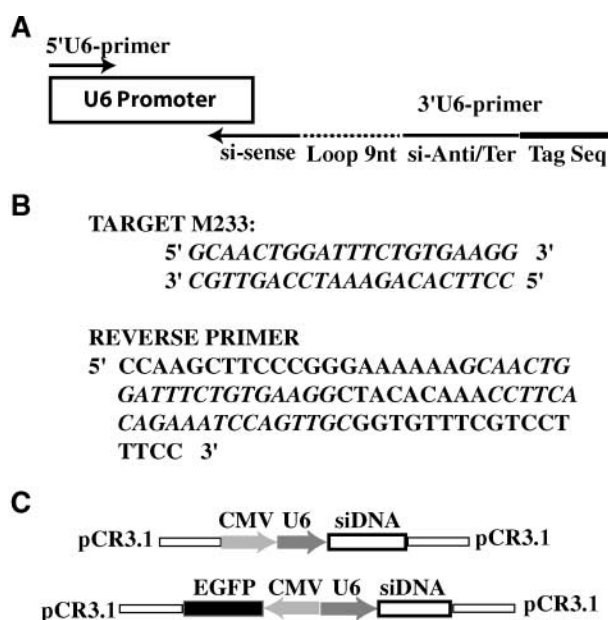 A
5'U6-primer
U6 Promoter
3'U6-primer
si-sense Loop 9nt si-Anti/Ter Tag Seq
B
TARGET M233:
5' GCAACTGGATTTCTGTGAAGG 3'
3' CGTTGACCTAAAGACACTTCC 5'
REVERSE PRIMER
5' CCAAGCTTCCCGGGAAAAAAGCAACTG
GATTTCTGTGAAGGCTACACAAACCTTCA
CAGAAATCCAGTTGCGGTGTTTCGTCCT
TTCC 3'
C
CMV U6 siDNA
pCR3.1 pCR3.1
EGFP CMV U6 siDNA
pCR3.1 pCR3.1